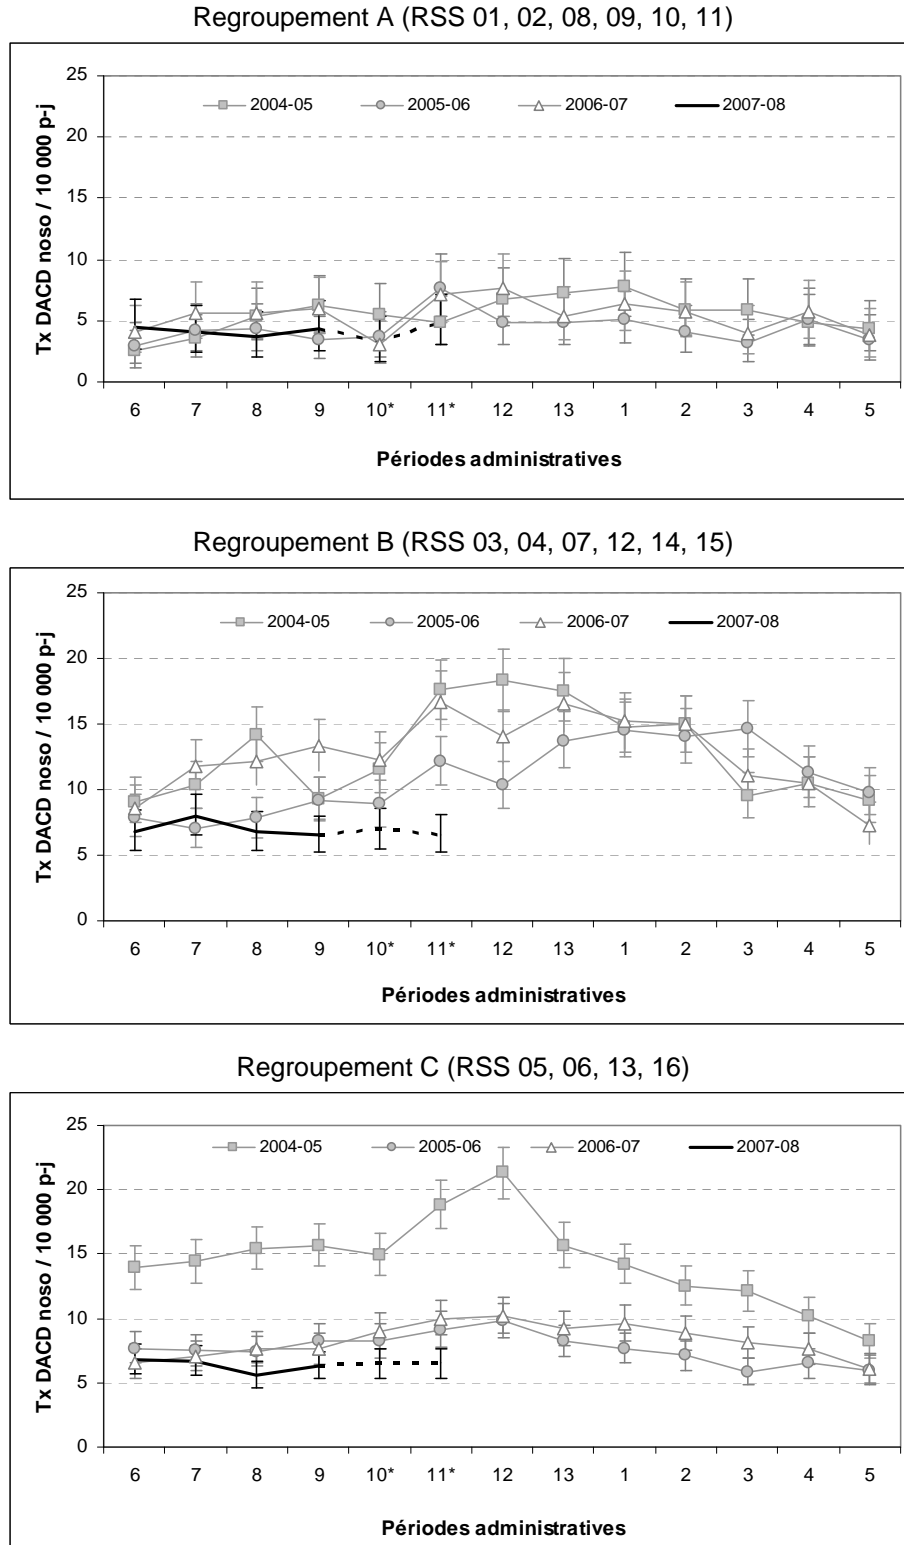 Regroupement A (RSS 01, 02, 08, 09, 10, 11)
25
20
15
10
5
0
Tx DACD noso / 10 000 p-j
2004-05 2005-06 2006-07 2007-08
6 7 8 9 10* 11* 12 13 1 2 3 4 5
Périodes administratives
Regroupement B (RSS 03, 04, 07, 12, 14, 15)
25
20
15
10
5
0
Tx DACD noso / 10 000 p-j
2004-05 2005-06 2006-07 2007-08
6 7 8 9 10* 11* 12 13 1 2 3 4 5
Périodes administratives
Regroupement C (RSS 05, 06, 13, 16)
25
20
15
10
5
0
Tx DACD noso / 10 000 p-j
2004-05 2005-06 2006-07 2007-08
6 7 8 9 10* 11* 12 13 1 2 3 4 5
Périodes administratives